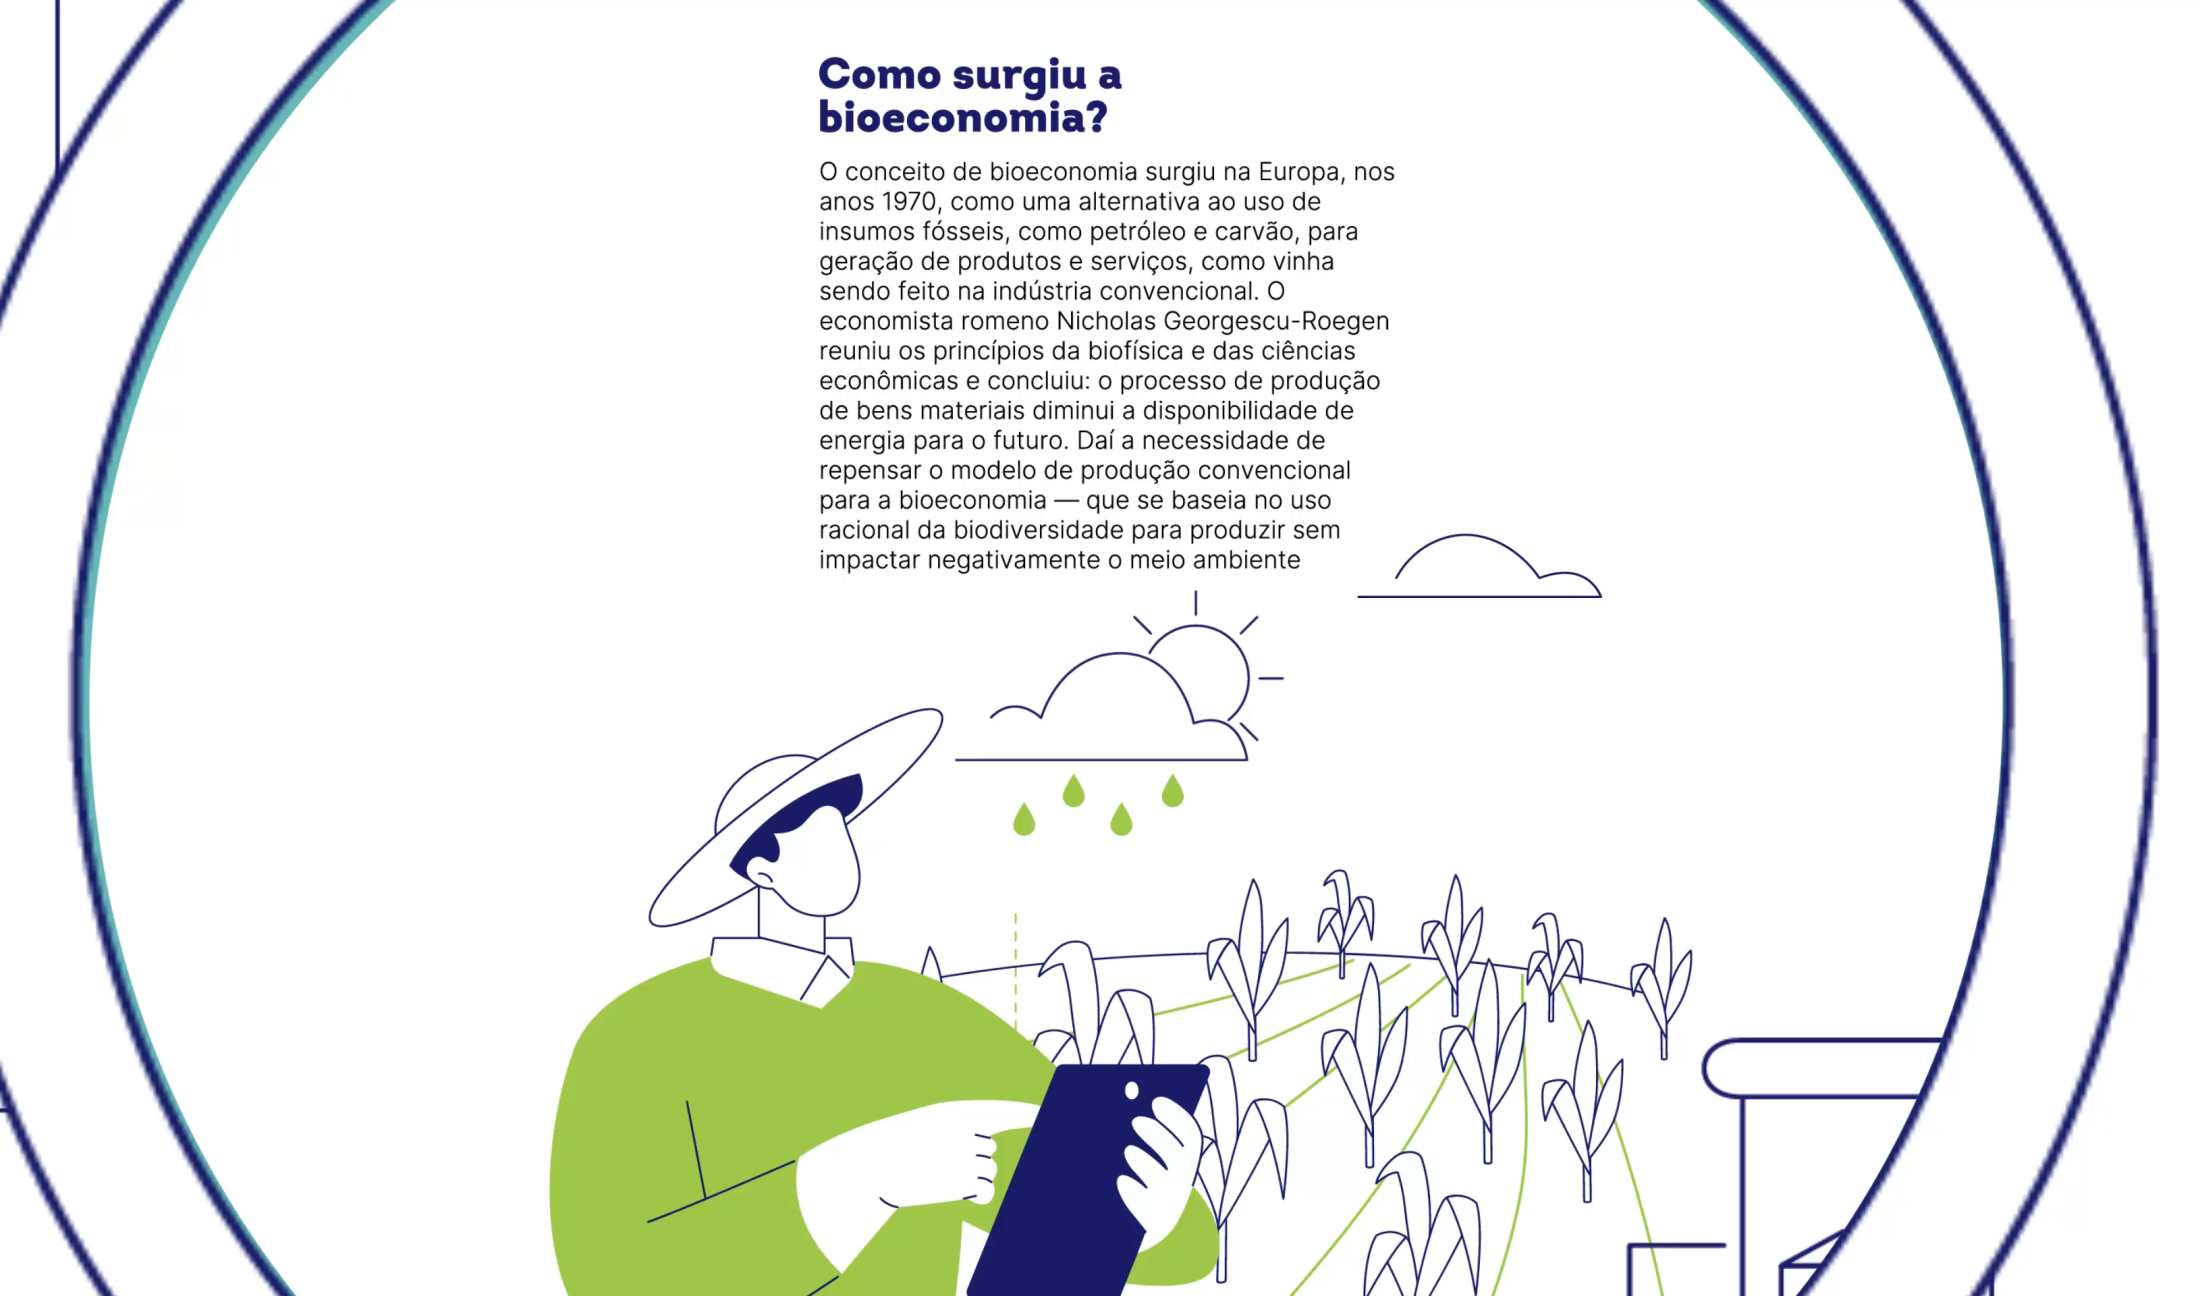 Como surgiu a
bioeconomia?
O conceito de bioeconomia surgiu na Europa, nos
anos 1970, como uma alternativa ao uso de
insumos fósseis, como petróleo e carvão, para
geração de produtos e serviços, como vinha
sendo feito na indústria convencional. O
economista romeno Nicholas Georgescu-Roegen
reuniu os princípios da biofísica e das ciências
econômicas e concluiu: o processo de produção
de bens materiais diminui a disponibilidade de
energia para o futuro. Daí a necessidade de
repensar o modelo de produção convencional
para a bioeconomia — que se baseia no uso
racional da biodiversidade para produzir sem
impactar negativamente o meio ambiente